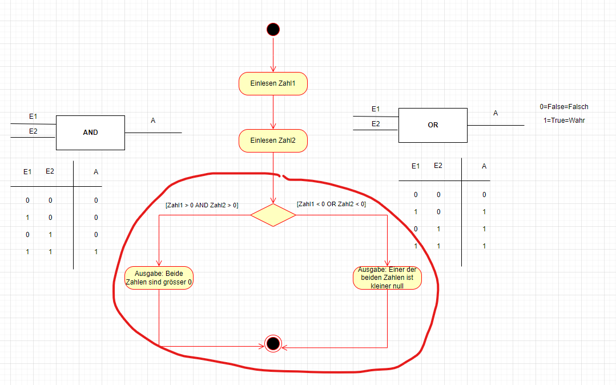 Einlesen Zahl1
Einlesen Zahl2
[Zahl1 > 0 AND Zahl2 > 0]
[Zahl1 < 0 OR Zahl2 < 0]
Ausgabe: Beide
Zahlen sind grösser 0
Ausgabe: Einer der
beiden Zahlen ist
kleiner null
E1
E2
AND
A
E1 E2 A
0 0 0
1 0 0
0 1 0
1 1 1
E1
E2
OR
A
E1 E2 A
0 0 0
1 0 1
0 1 1
1 1 1
0=False=Falsch
1=True=Wahr